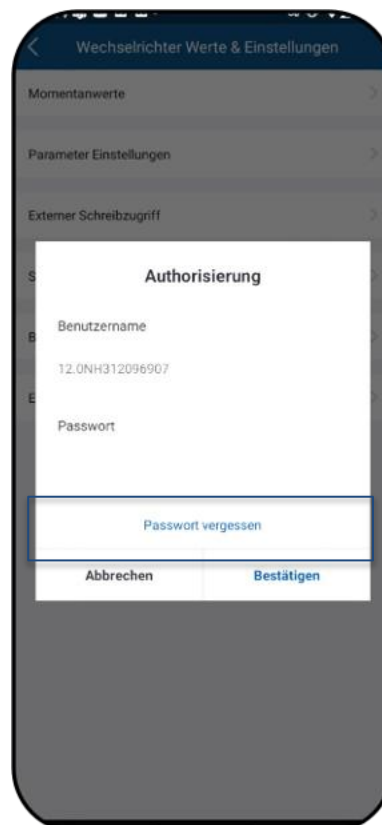 Wechselrichter Werte & Einstellungen
Momentanwerte
Parameter Einstellungen
Externer Schreibzugriff
S
Authorisierung
B
Benutzername
12.0NH312096907
E
Passwort
Passwort vergessen
Abbrechen
Bestätigen